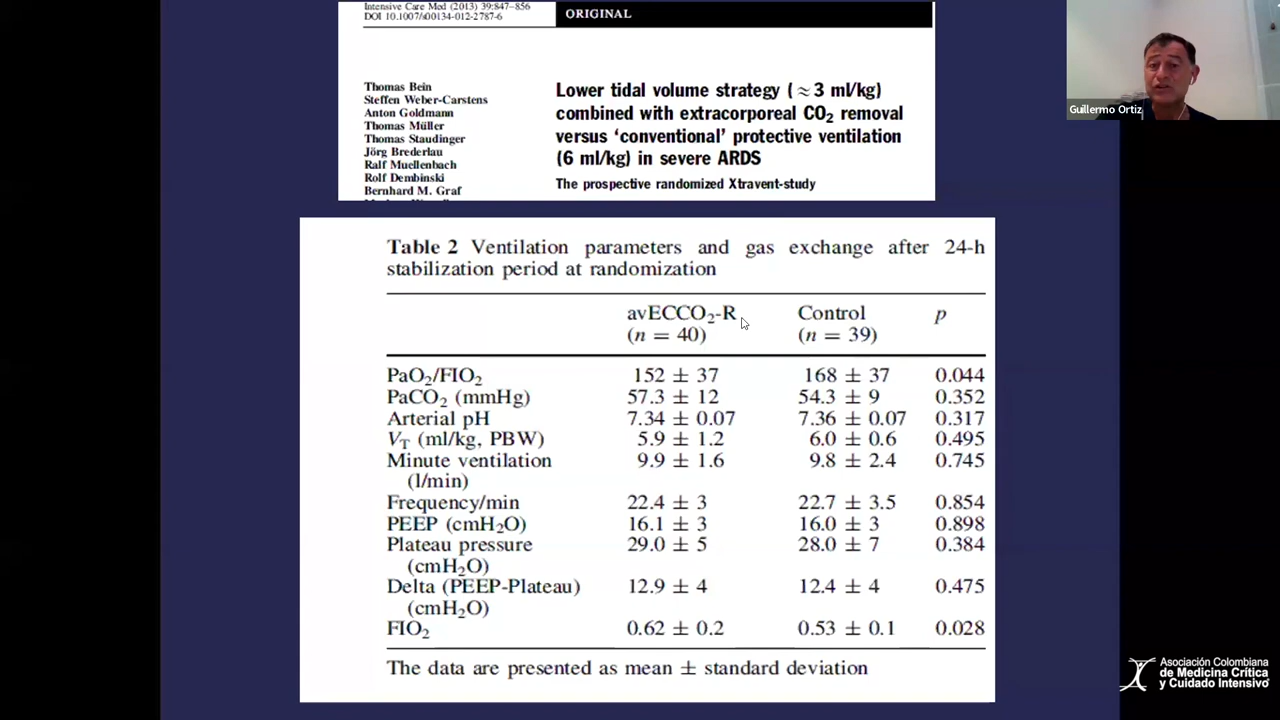 Intensive Care Med (2013) 39:847–856
DOI 10.1007/s00134-012-2787-6
ORIGINAL
Thomas Bein
Steffen Weber-Carstens
Anton Goldmann
Thomas Müller
Thomas Staudinger
Jörg Brederlau
Ralf Muellenbach
Rolf Dembinski
Bernhard M. Graf
Lower tidal volume strategy (≈3 ml/kg)
combined with extracorporeal CO₂ removal
versus ‘conventional’ protective ventilation
(6 ml/kg) in severe ARDS
The prospective randomized Xtravent-study
Guillermo Ortiz
Table 2 Ventilation parameters and gas exchange after 24-h
stabilization period at randomization
avECCO₂-R Control p
(n = 40) (n = 39)
PaO₂/FIO₂ 152 ± 37 168 ± 37 0.044
PaCO₂ (mmHg) 57.3 ± 12 54.3 ± 9 0.352
Arterial pH 7.34 ± 0.07 7.36 ± 0.07 0.317
V_T (ml/kg, PBW) 5.9 ± 1.2 6.0 ± 0.6 0.495
Minute ventilation 9.9 ± 1.6 9.8 ± 2.4 0.745
(l/min)
Frequency/min 22.4 ± 3 22.7 ± 3.5 0.854
PEEP (cmH₂O) 16.1 ± 3 16.0 ± 3 0.898
Plateau pressure 29.0 ± 5 28.0 ± 7 0.384
(cmH₂O)
Delta (PEEP-Plateau) 12.9 ± 4 12.4 ± 4 0.475
(cmH₂O)
FIO₂ 0.62 ± 0.2 0.53 ± 0.1 0.028
The data are presented as mean ± standard deviation
Asociación Colombiana
de Medicina Crítica
y Cuidado Intensivo